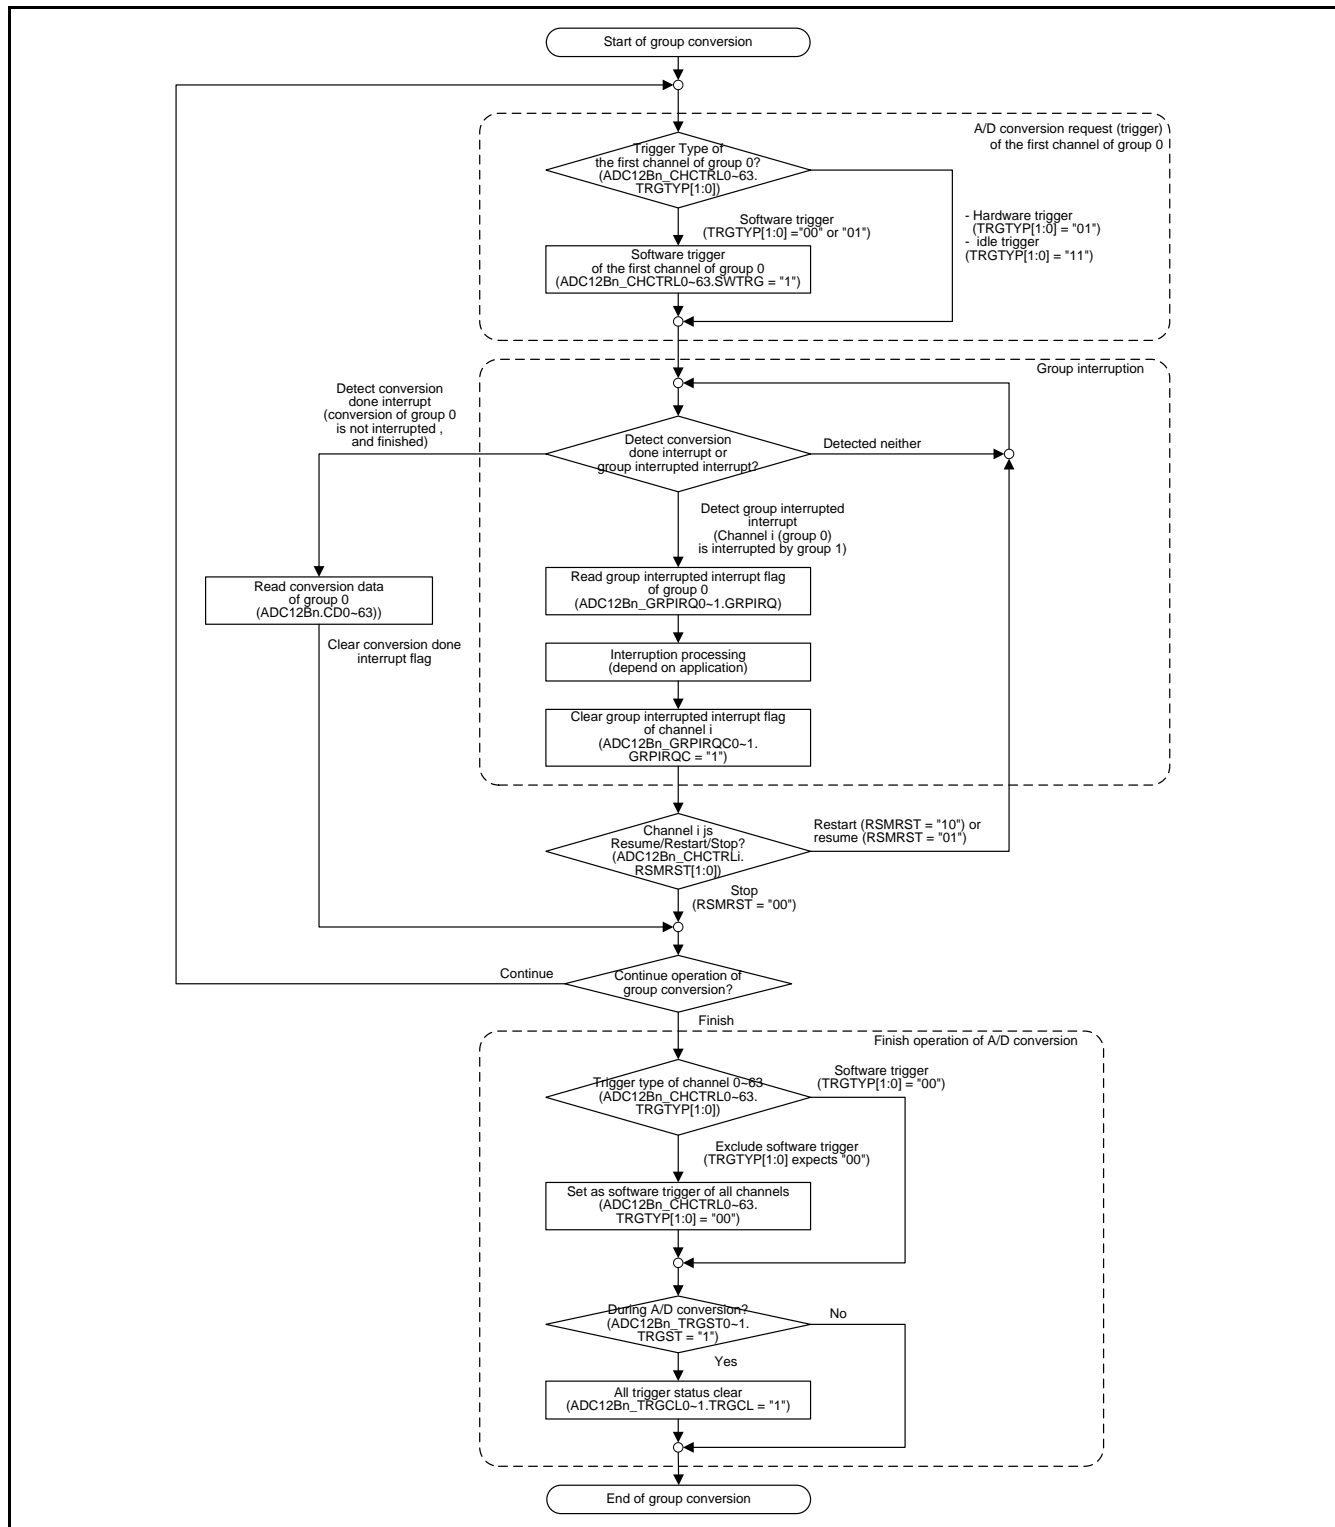 Start of group conversion
A/D conversion request (trigger)
of the first channel of group 0
Trigger Type of
the first channel of group 0?
(ADC12Bn_CHCTRL0~63.
TRGTYP[1:0])
Software trigger
(TRGTYP[1:0] ="00" or "01")
- Hardware trigger
(TRGTYP[1:0] = "01")
- idle trigger
(TRGTYP[1:0] = "11")
Software trigger
of the first channel of group 0
(ADC12Bn_CHCTRL0~63.SWTRG = "1")
Group interruption
Detect conversion
done interrupt
(conversion of group 0
is not interrupted ,
and finished)
Detect conversion
done interrupt or
group interrupted interrupt?
Detected neither
Detect group interrupted
interrupt
(Channel i (group 0)
is interrupted by group 1)
Read conversion data
of group 0
(ADC12Bn.CD0~63))
Read group interrupted interrupt flag
of group 0
(ADC12Bn_GRPIRQ0~1.GRPIRQ)
Clear conversion done
interrupt flag
Interruption processing
(depend on application)
Clear group interrupted interrupt flag
of channel i
(ADC12Bn_GRPIRQC0~1.
GRPIRQC = "1")
Channel i js
Resume/Restart/Stop?
(ADC12Bn_CHCTRLi.
RSMRST[1:0])
Restart (RSMRST = "10") or
resume (RSMRST = "01")
Stop
(RSMRST = "00")
Continue
Continue operation of
group conversion?
Finish
Finish operation of A/D conversion
Trigger type of channel 0~63
(ADC12Bn_CHCTRL0~63.
TRGTYP[1:0])
Software trigger
(TRGTYP[1:0] = "00")
Exclude software trigger
(TRGTYP[1:0] expects "00")
Set as software trigger of all channels
(ADC12Bn_CHCTRL0~63.
TRGTYP[1:0] = "00")
During A/D conversion?
(ADC12Bn_TRGST0~1.
TRGST = "1")
No
Yes
All trigger status clear
(ADC12Bn_TRGCL0~1.TRGCL = "1")
End of group conversion